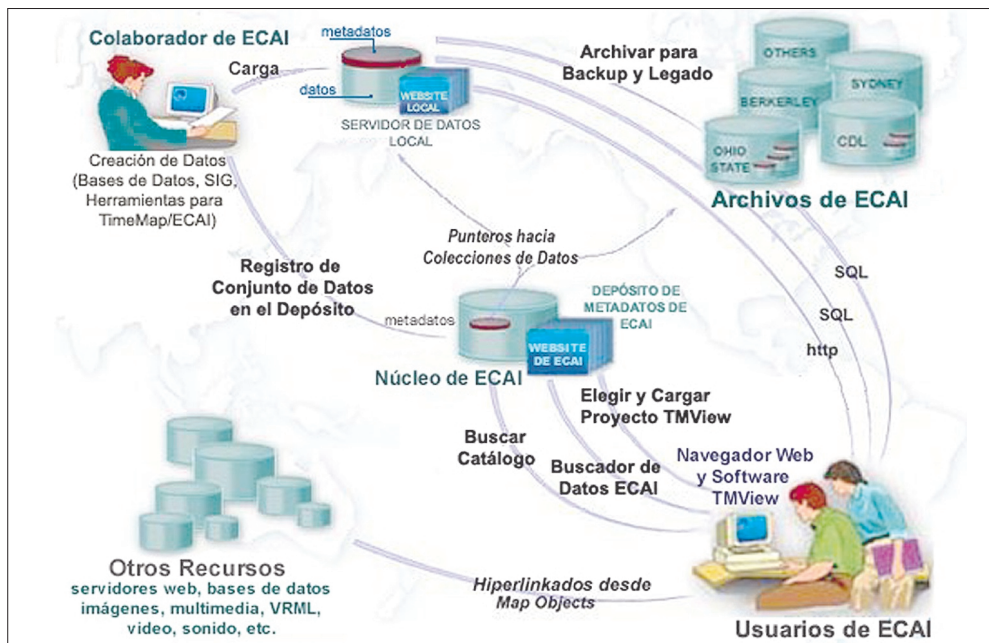 Colaborador de ECAI
metadatos
Carga
datos
WEBSITE
LOCAL
SERVIDOR DE DATOS
LOCAL
Archivar para
Backup y Legado
OTHERS
SYDNEY
BERKERLEY
OHIO
STATE
CDL
Archivos de ECAI
Creación de Datos
(Bases de Datos, SIG,
Herramientas para
TimeMap/ECAI)
Punteros hacia
Colecciones de Datos
Registro de
Conjunto de Datos
en el Depósito
metadatos
DEPÓSITO DE
METADATOS DE
ECAI
WEBSITE
DE ECAI
Núcleo de ECAI
SQL
SQL
http
Elegir y Cargar
Proyecto TMView
Buscar
Catálogo
Buscador de
Datos ECAI
Navegador Web
y Software
TMView
Otros Recursos
servidores web, bases de datos
imágenes, multimedia, VRML,
video, sonido, etc.
Hiperlinkados desde
Map Objects
Usuarios de ECAI